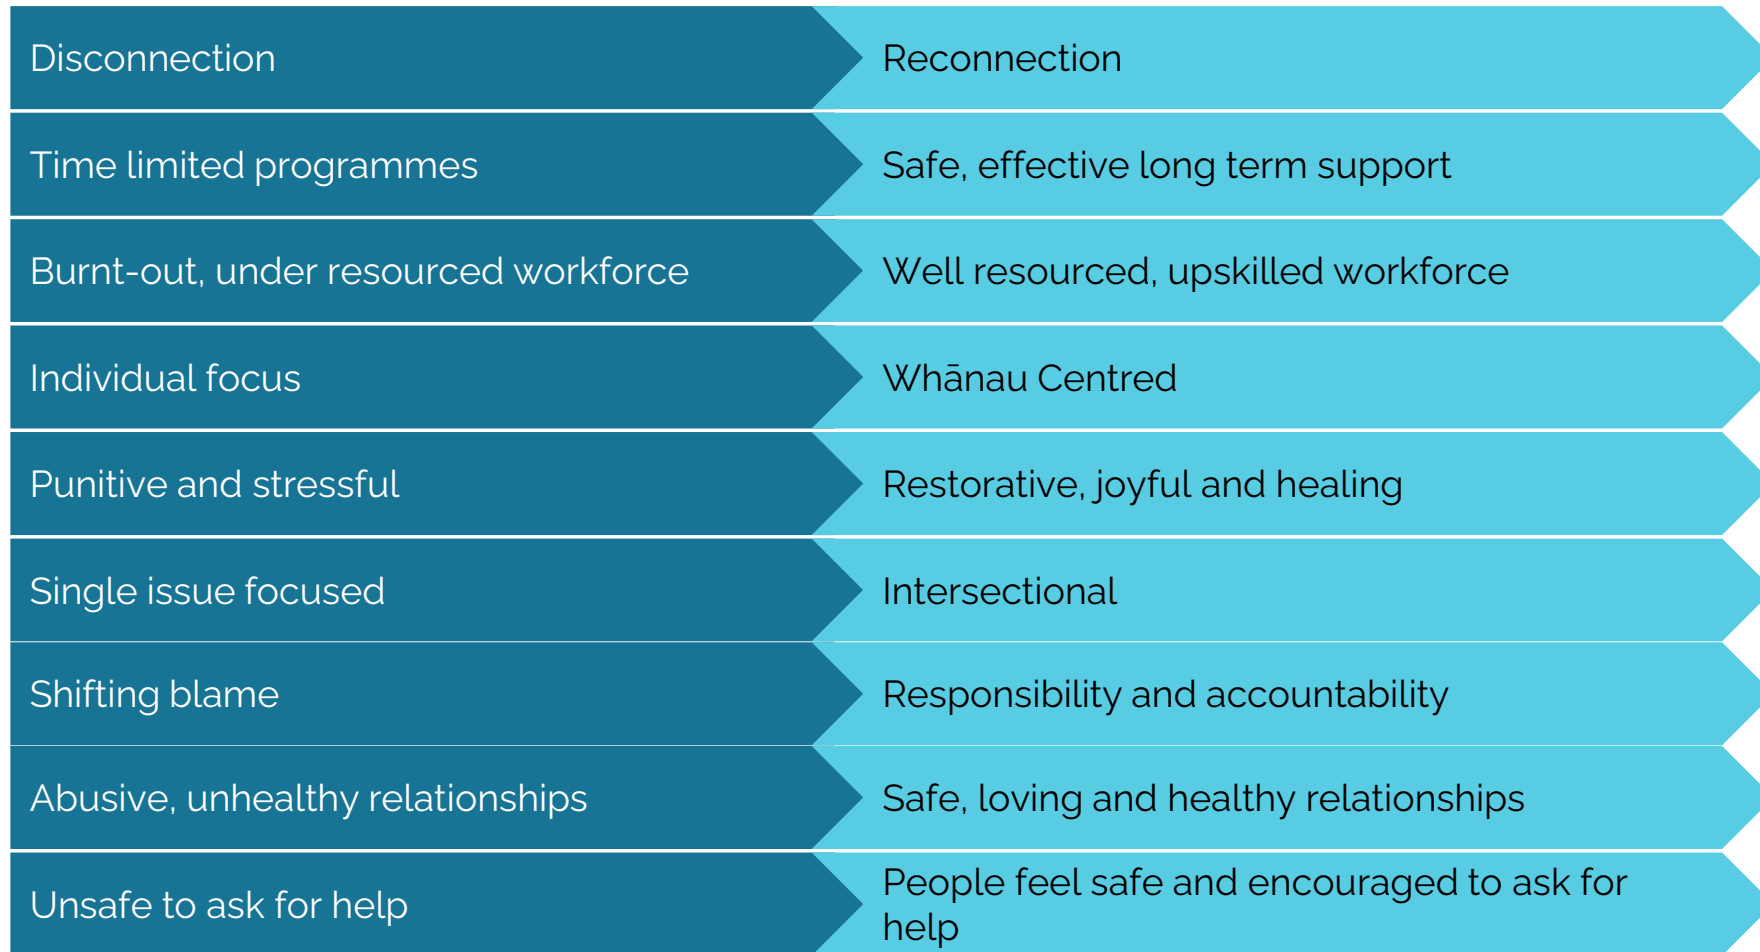 Disconnection
Reconnection
Time limited programmes
Safe, effective long term support
Burnt-out, under resourced workforce
Well resourced, upskilled workforce
Individual focus
Whānau Centred
Punitive and stressful
Restorative, joyful and healing
Single issue focused
Intersectional
Shifting blame
Responsibility and accountability
Abusive, unhealthy relationships
Safe, loving and healthy relationships
Unsafe to ask for help
People feel safe and encouraged to ask for
help